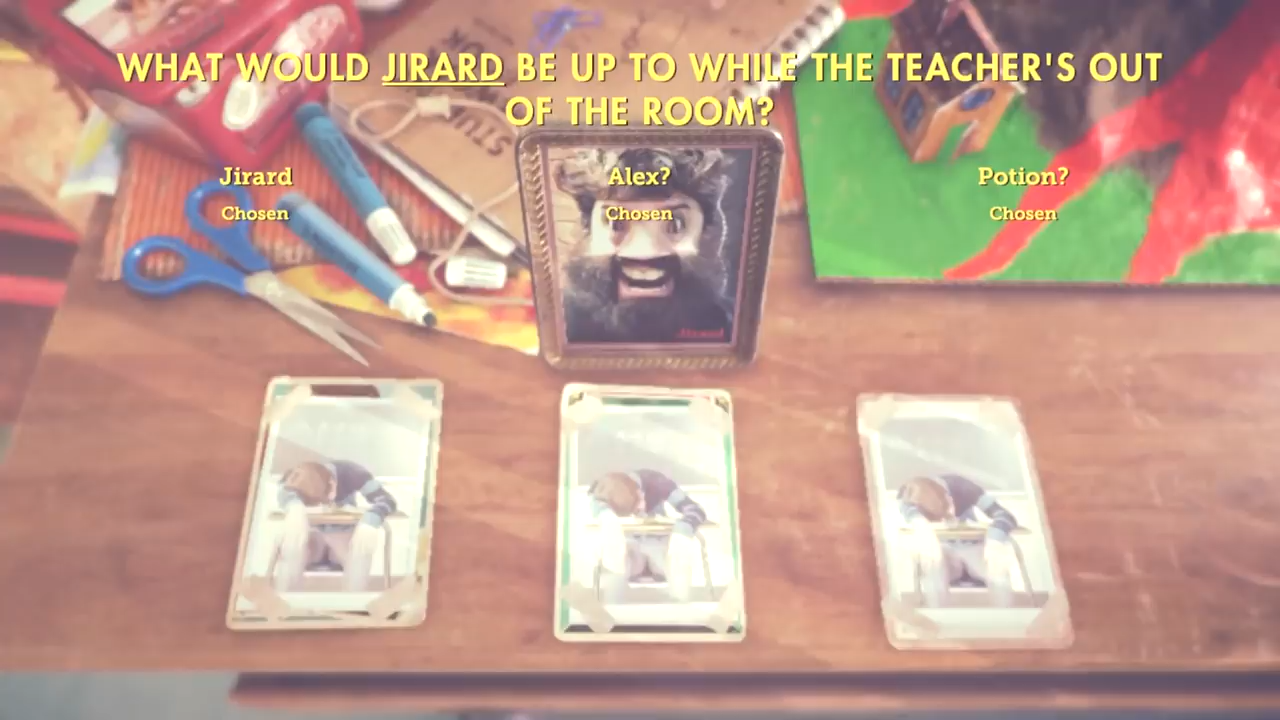 WHAT WOULD JIRARD BE UP TO WHILE THE TEACHER'S OUT
OF THE ROOM?
Jirard
Alex?
Potion?
Chosen
Chosen
Chosen